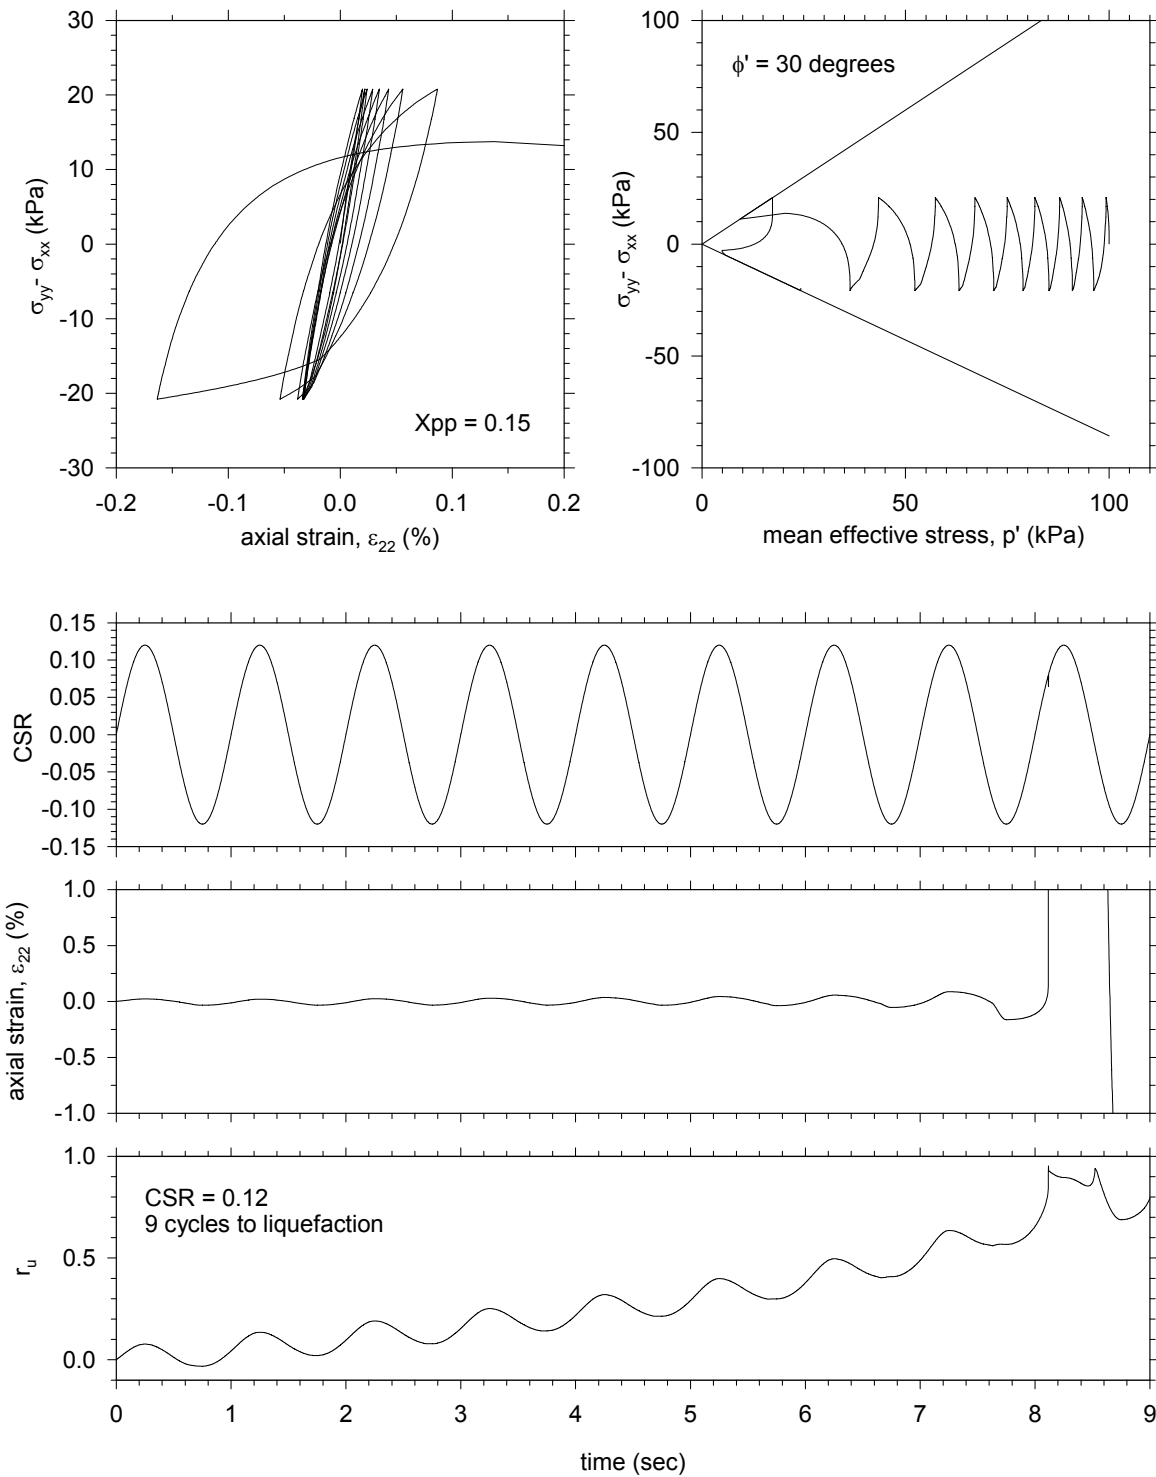 30
20
10
0
-10
-20
-30
σyy- σxx (kPa)
Xpp = 0.15
-0.2 -0.1 0.0 0.1 0.2
axial strain, ε22 (%)
100
50
0
-50
-100
σyy- σxx (kPa)
ϕ' = 30 degrees
0 50 100
mean effective stress, p' (kPa)
0.15
0.10
0.05
0.00
-0.05
-0.10
-0.15
CSR
1.0
0.5
0.0
-0.5
-1.0
axial strain, ε22 (%)
1.0
0.5
0.0
ru
CSR = 0.12
9 cycles to liquefaction
0 1 2 3 4 5 6 7 8 9
time (sec)